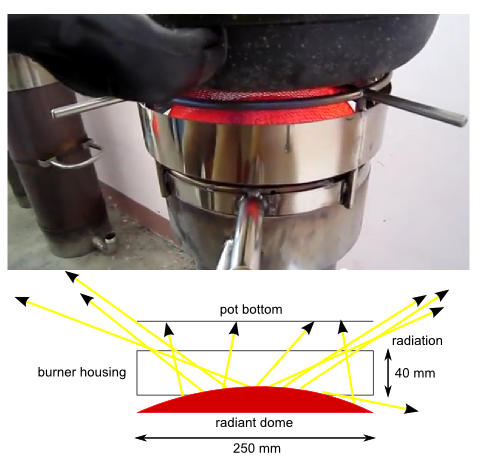 pot bottom
radiation
burner housing
40 mm
radiant dome
250 mm